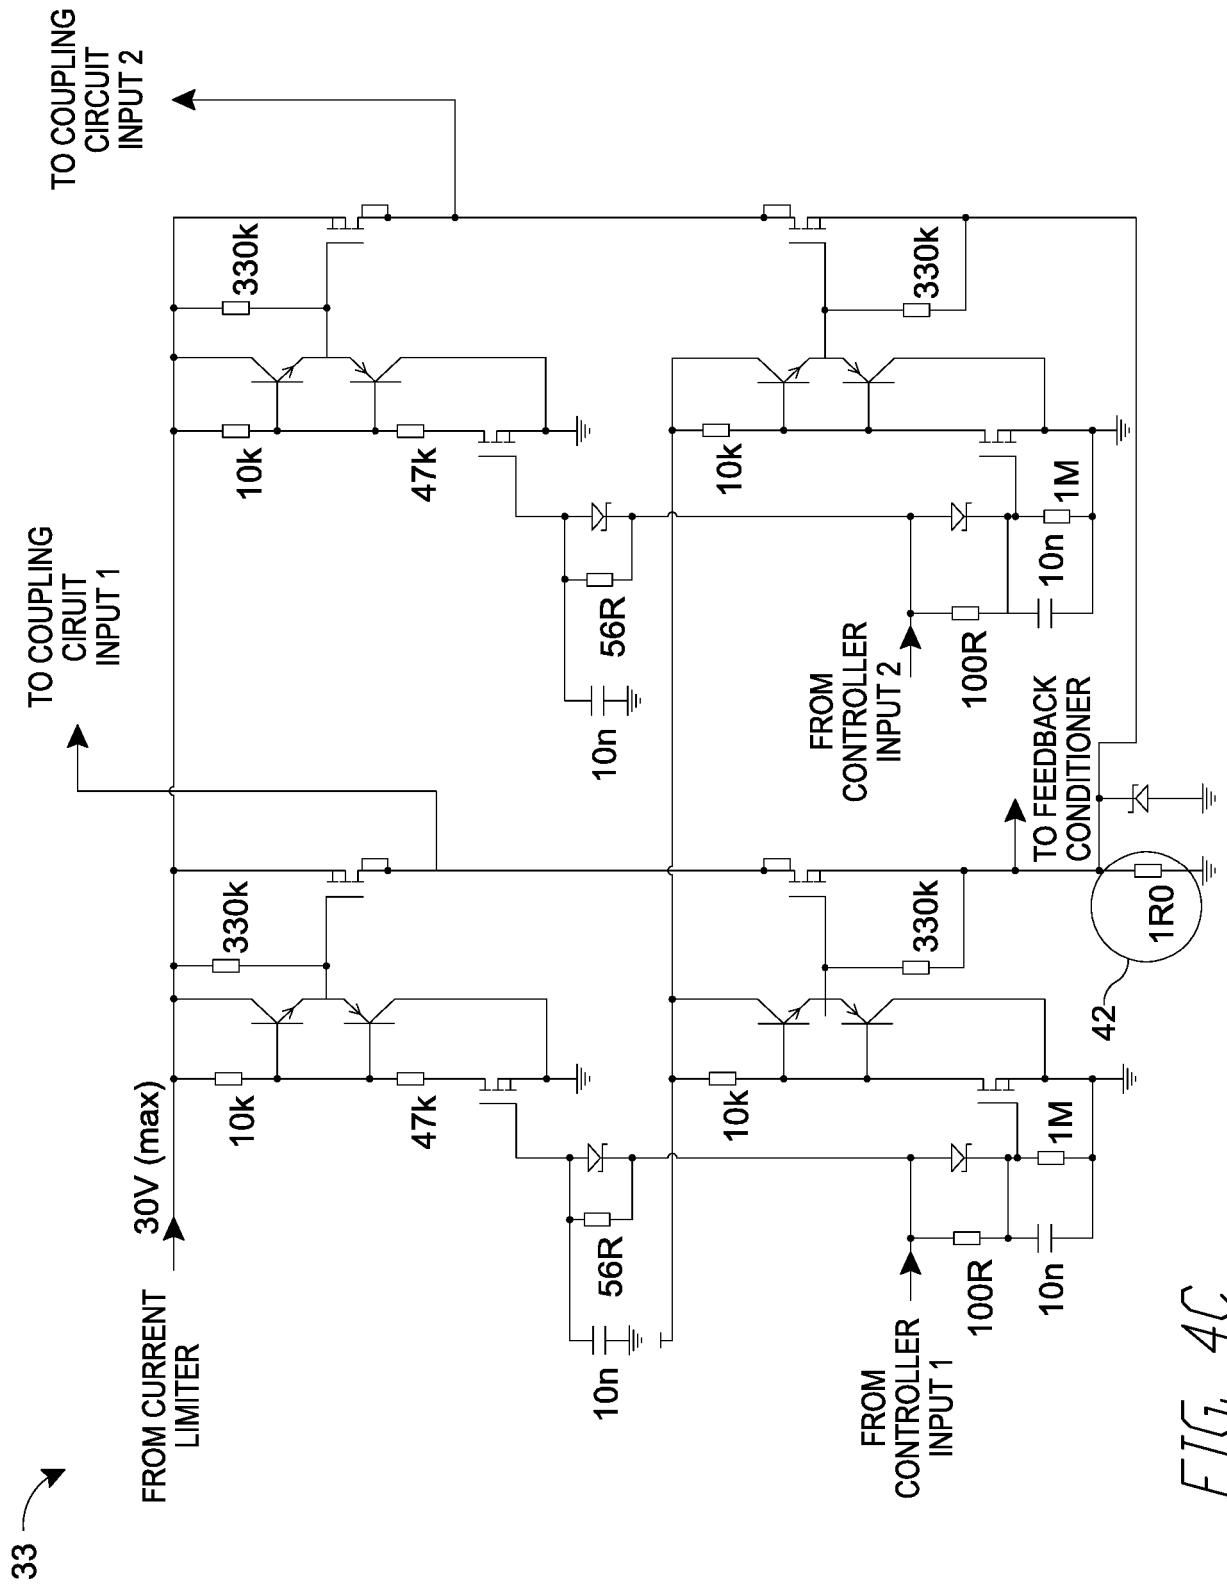 33
FROM CURRENT
LIMITER
30V (max)
TO COUPLING
CIRUIT
INPUT 1
TO COUPLING
CIRCUIT
INPUT 2
10k
330k
10k
330k
47k
47k
56R
10n
56R
10n
10k
330k
10k
330k
FROM
CONTROLLER
INPUT 1
100R
10n
1M
FROM
CONTROLLER
INPUT 2
100R
10n
1M
TO FEEDBACK
CONDITIONER
42
1R0
FIG. 4C